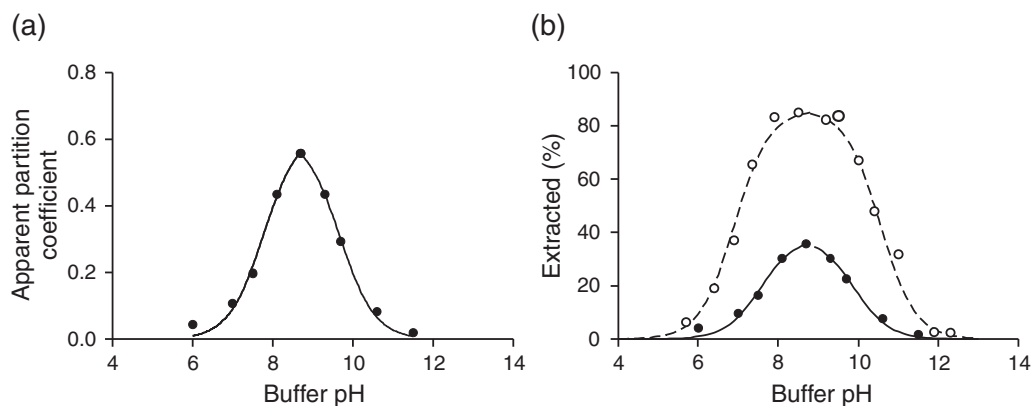 (a)
0.8
0.6
0.4
0.2
0.0
4 6 8 10 12 14
Apparent partition
coefficient
Buffer pH
(b)
100
80
60
40
20
0
4 6 8 10 12 14
Extracted (%)
Buffer pH